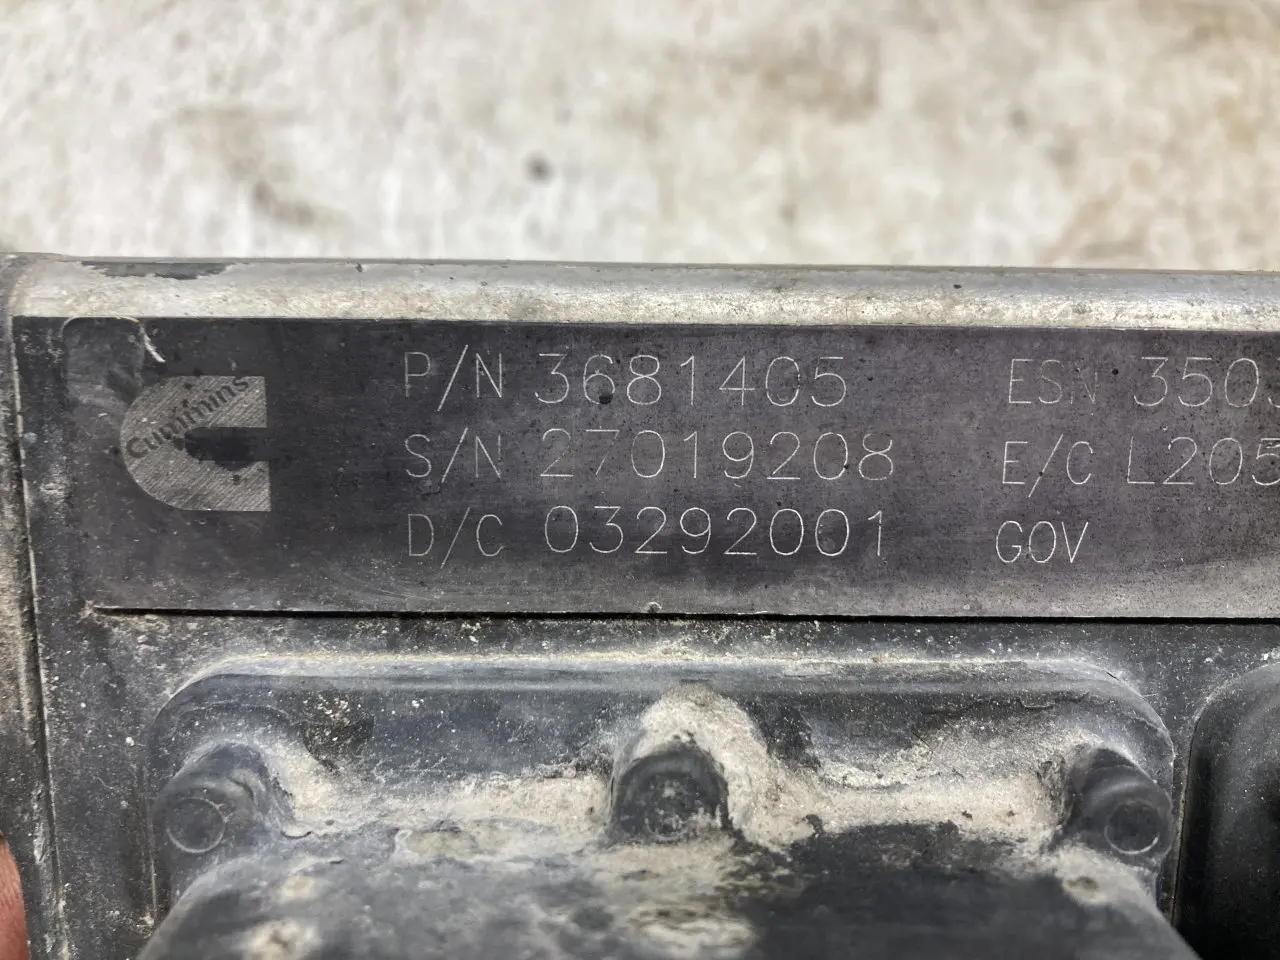 Cummins
P/N 3681405 ESN 350
S/N 27019208 E/C L205
D/C 03292001 GOV